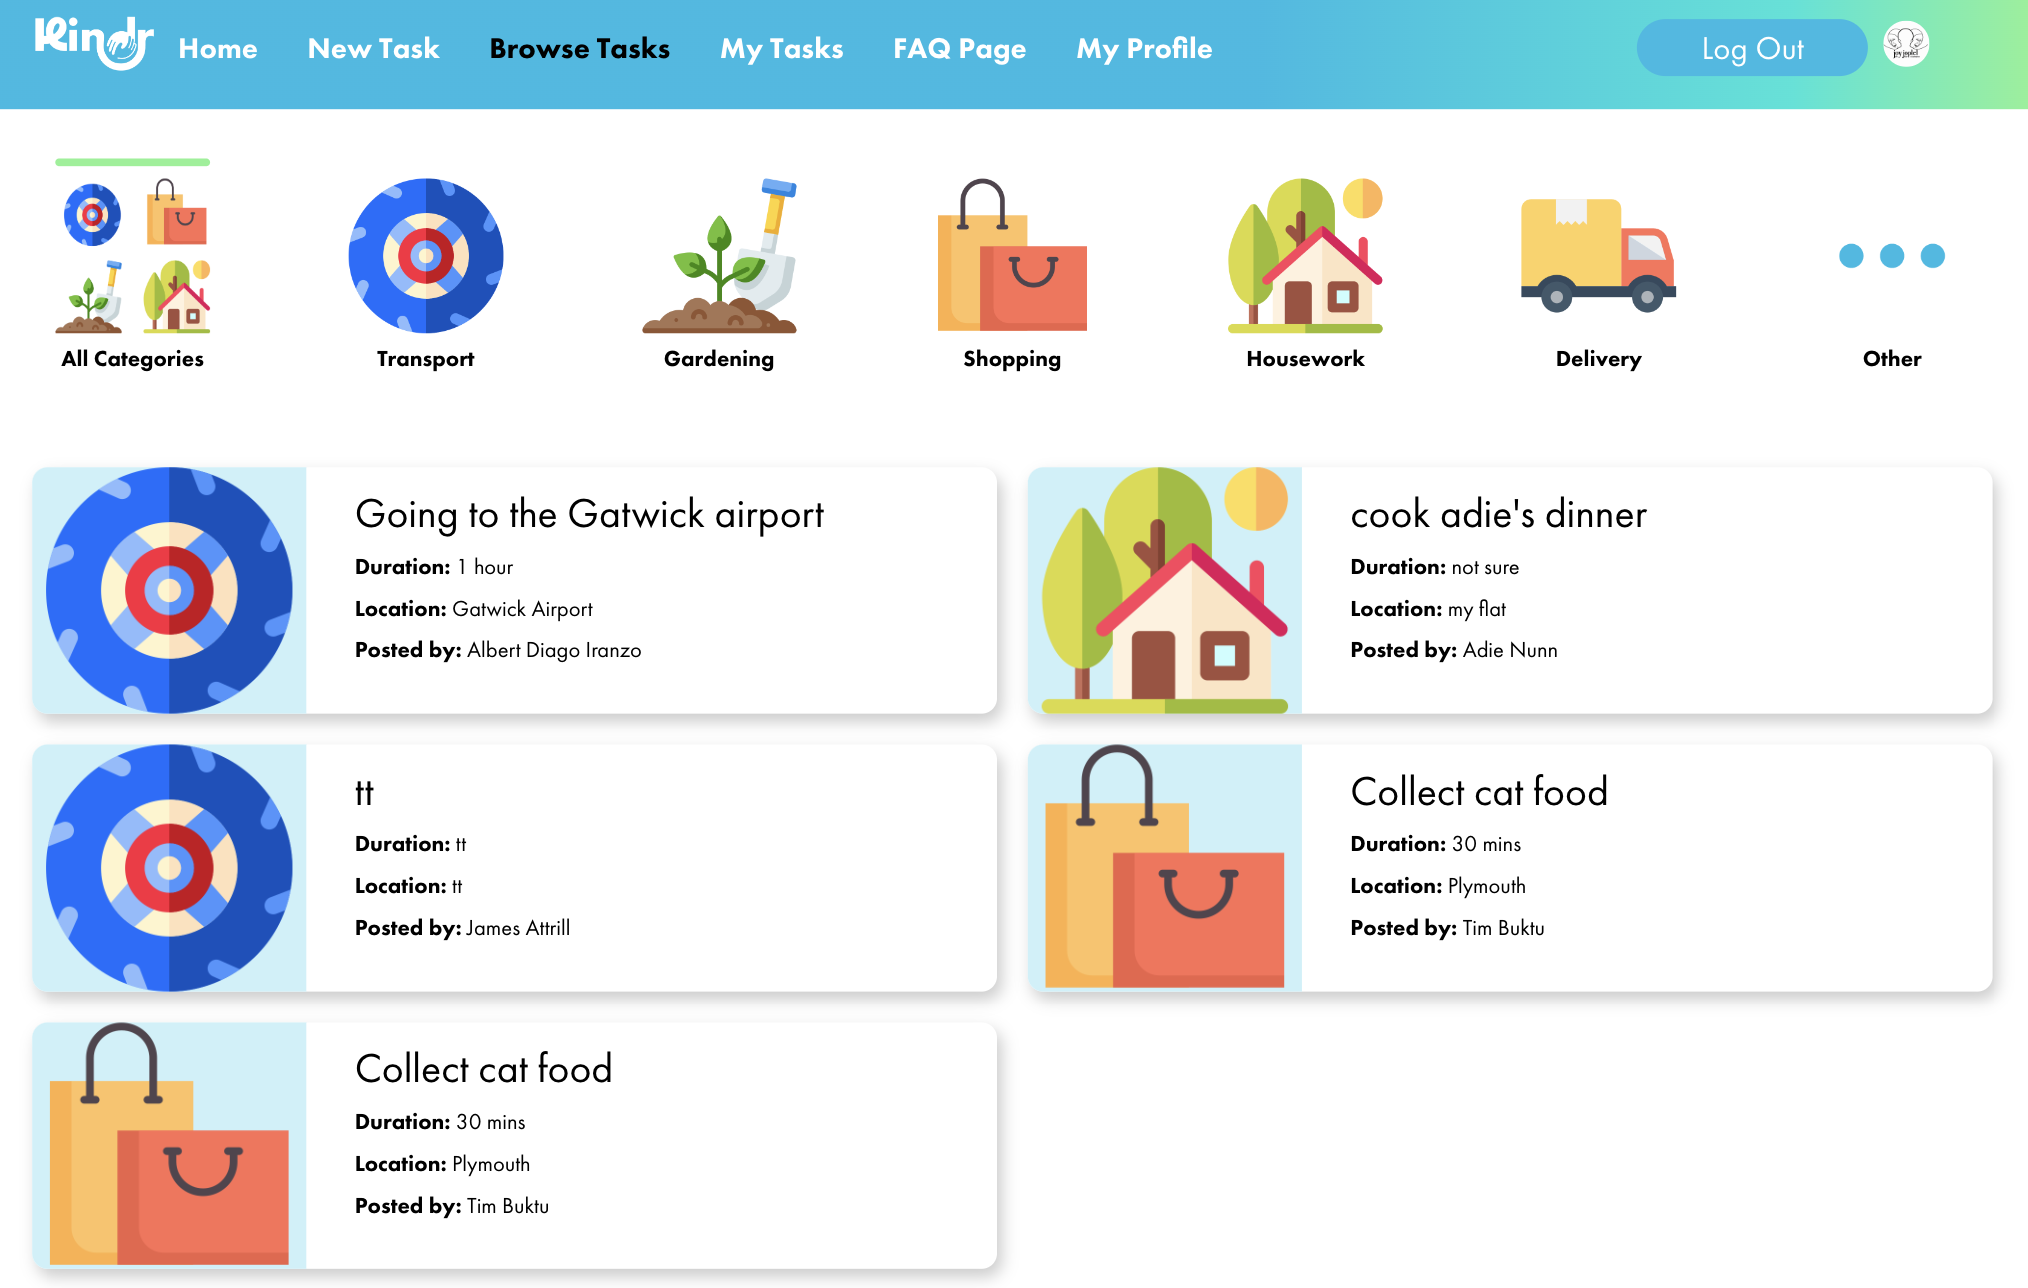 Kindr Home New Task Browse Tasks My Tasks FAQ Page My Profile Log Out
All Categories Transport Gardening Shopping Housework Delivery Other
Going to the Gatwick airport
Duration: 1 hour
Location: Gatwick Airport
Posted by: Albert Diago Iranzo
cook adie's dinner
Duration: not sure
Location: my flat
Posted by: Adie Nunn
tt
Duration: tt
Location: tt
Posted by: James Attrill
Collect cat food
Duration: 30 mins
Location: Plymouth
Posted by: Tim Buktu
Collect cat food
Duration: 30 mins
Location: Plymouth
Posted by: Tim Buktu